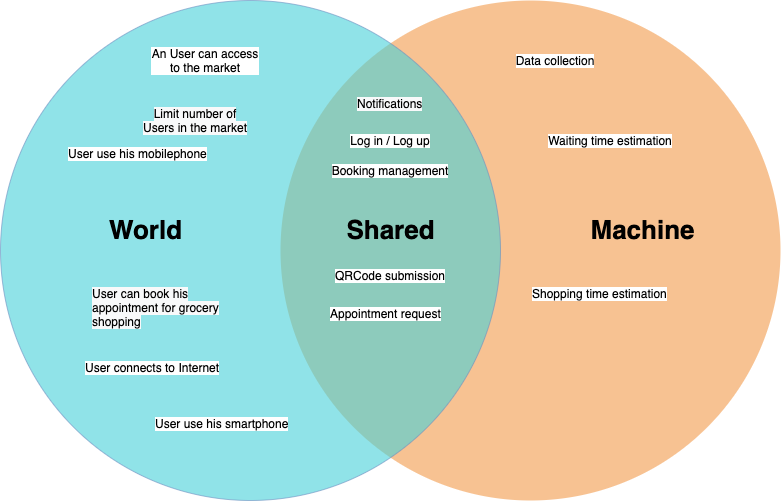 An User can access
to the market
Limit number of
Users in the market
User use his mobilephone
World
User can book his
appointment for grocery
shopping
User connects to Internet
User use his smartphone
Notifications
Log in / Log up
Booking management
Shared
QRCode submission
Appointment request
Data collection
Waiting time estimation
Machine
Shopping time estimation